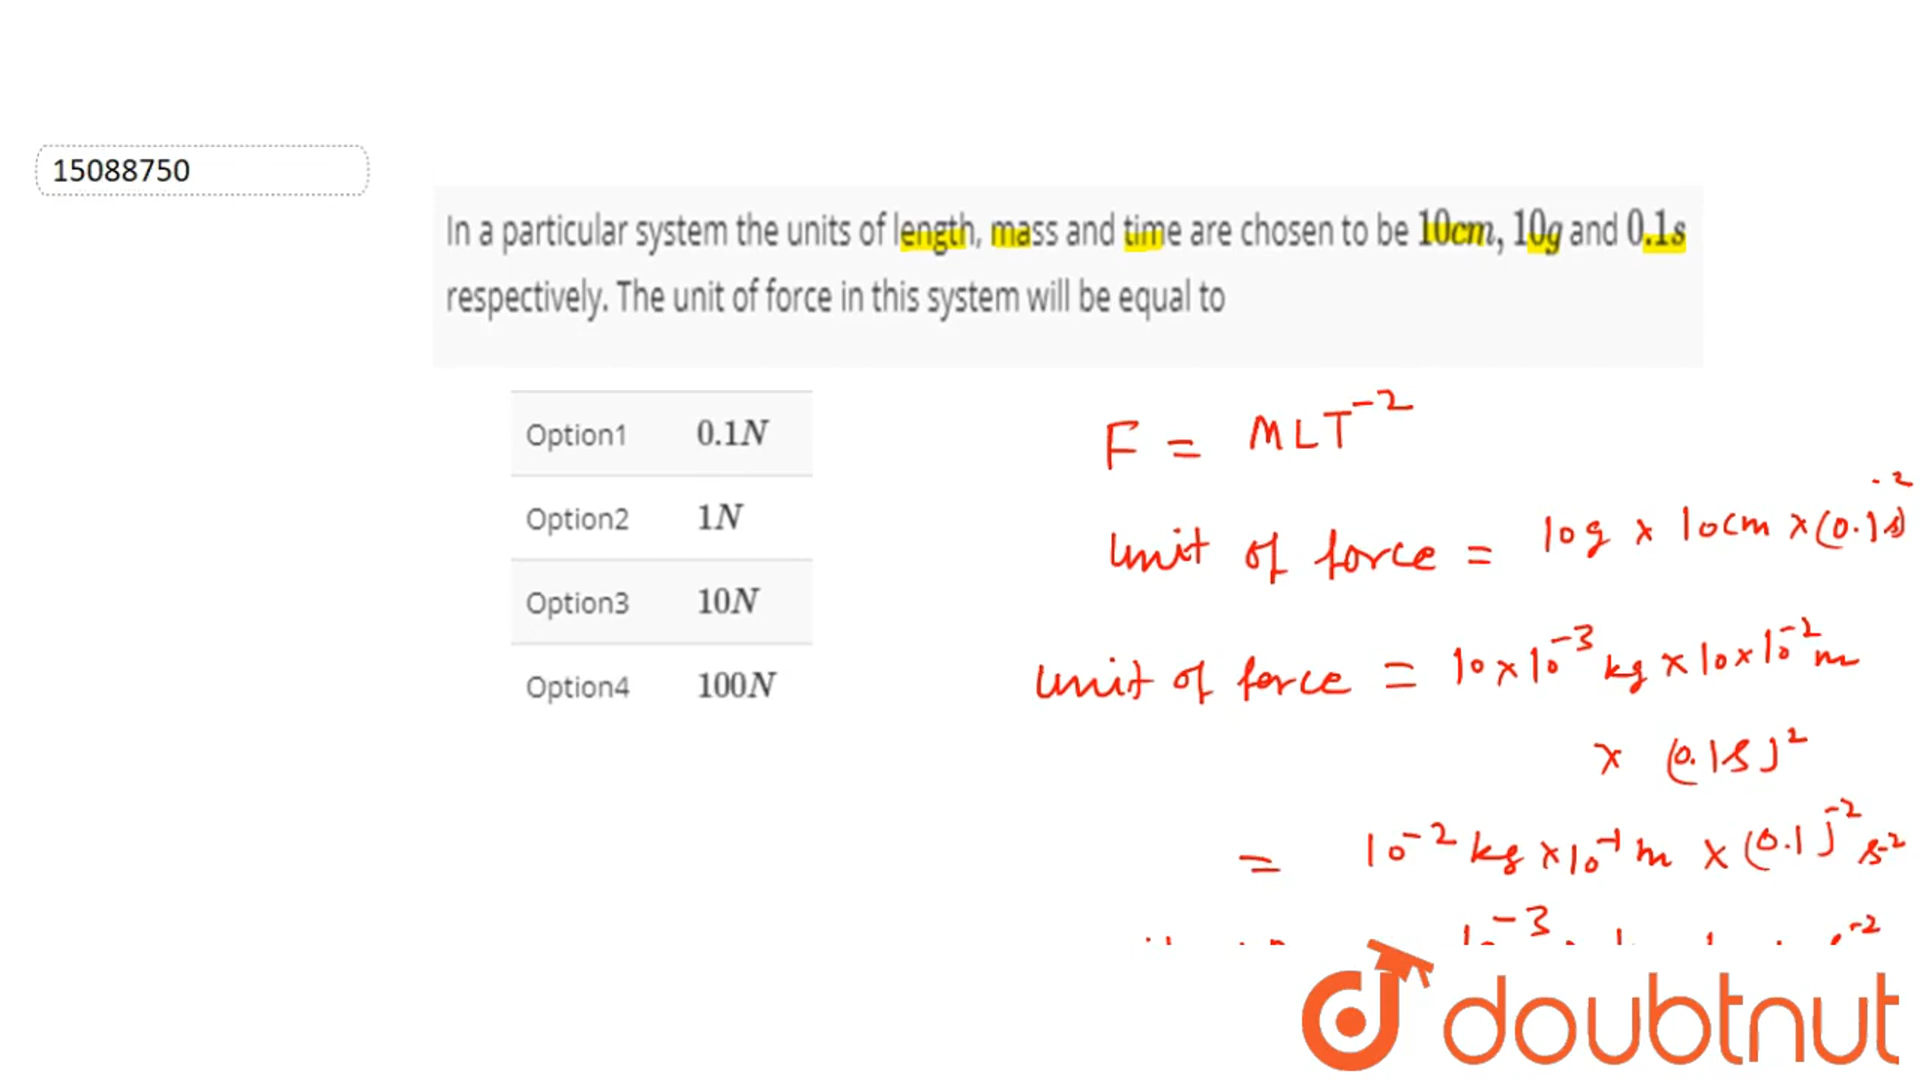 15088750
In a particular system the units of length, mass and time are chosen to be 10cm, 10g and 0.1s
respectively. The unit of force in this system will be equal to
Option1 0.1N
Option2 1N
Option3 10N
Option4 100N
F = MLT⁻²
unit of force = 10g × 10cm × (0.1s)⁻²
unit of force = 10×10⁻³ kg × 10×10⁻² m
× (0.1s)²
= 10⁻² kg × 10⁻¹ m × (0.1)⁻² s⁻²
doubtnut